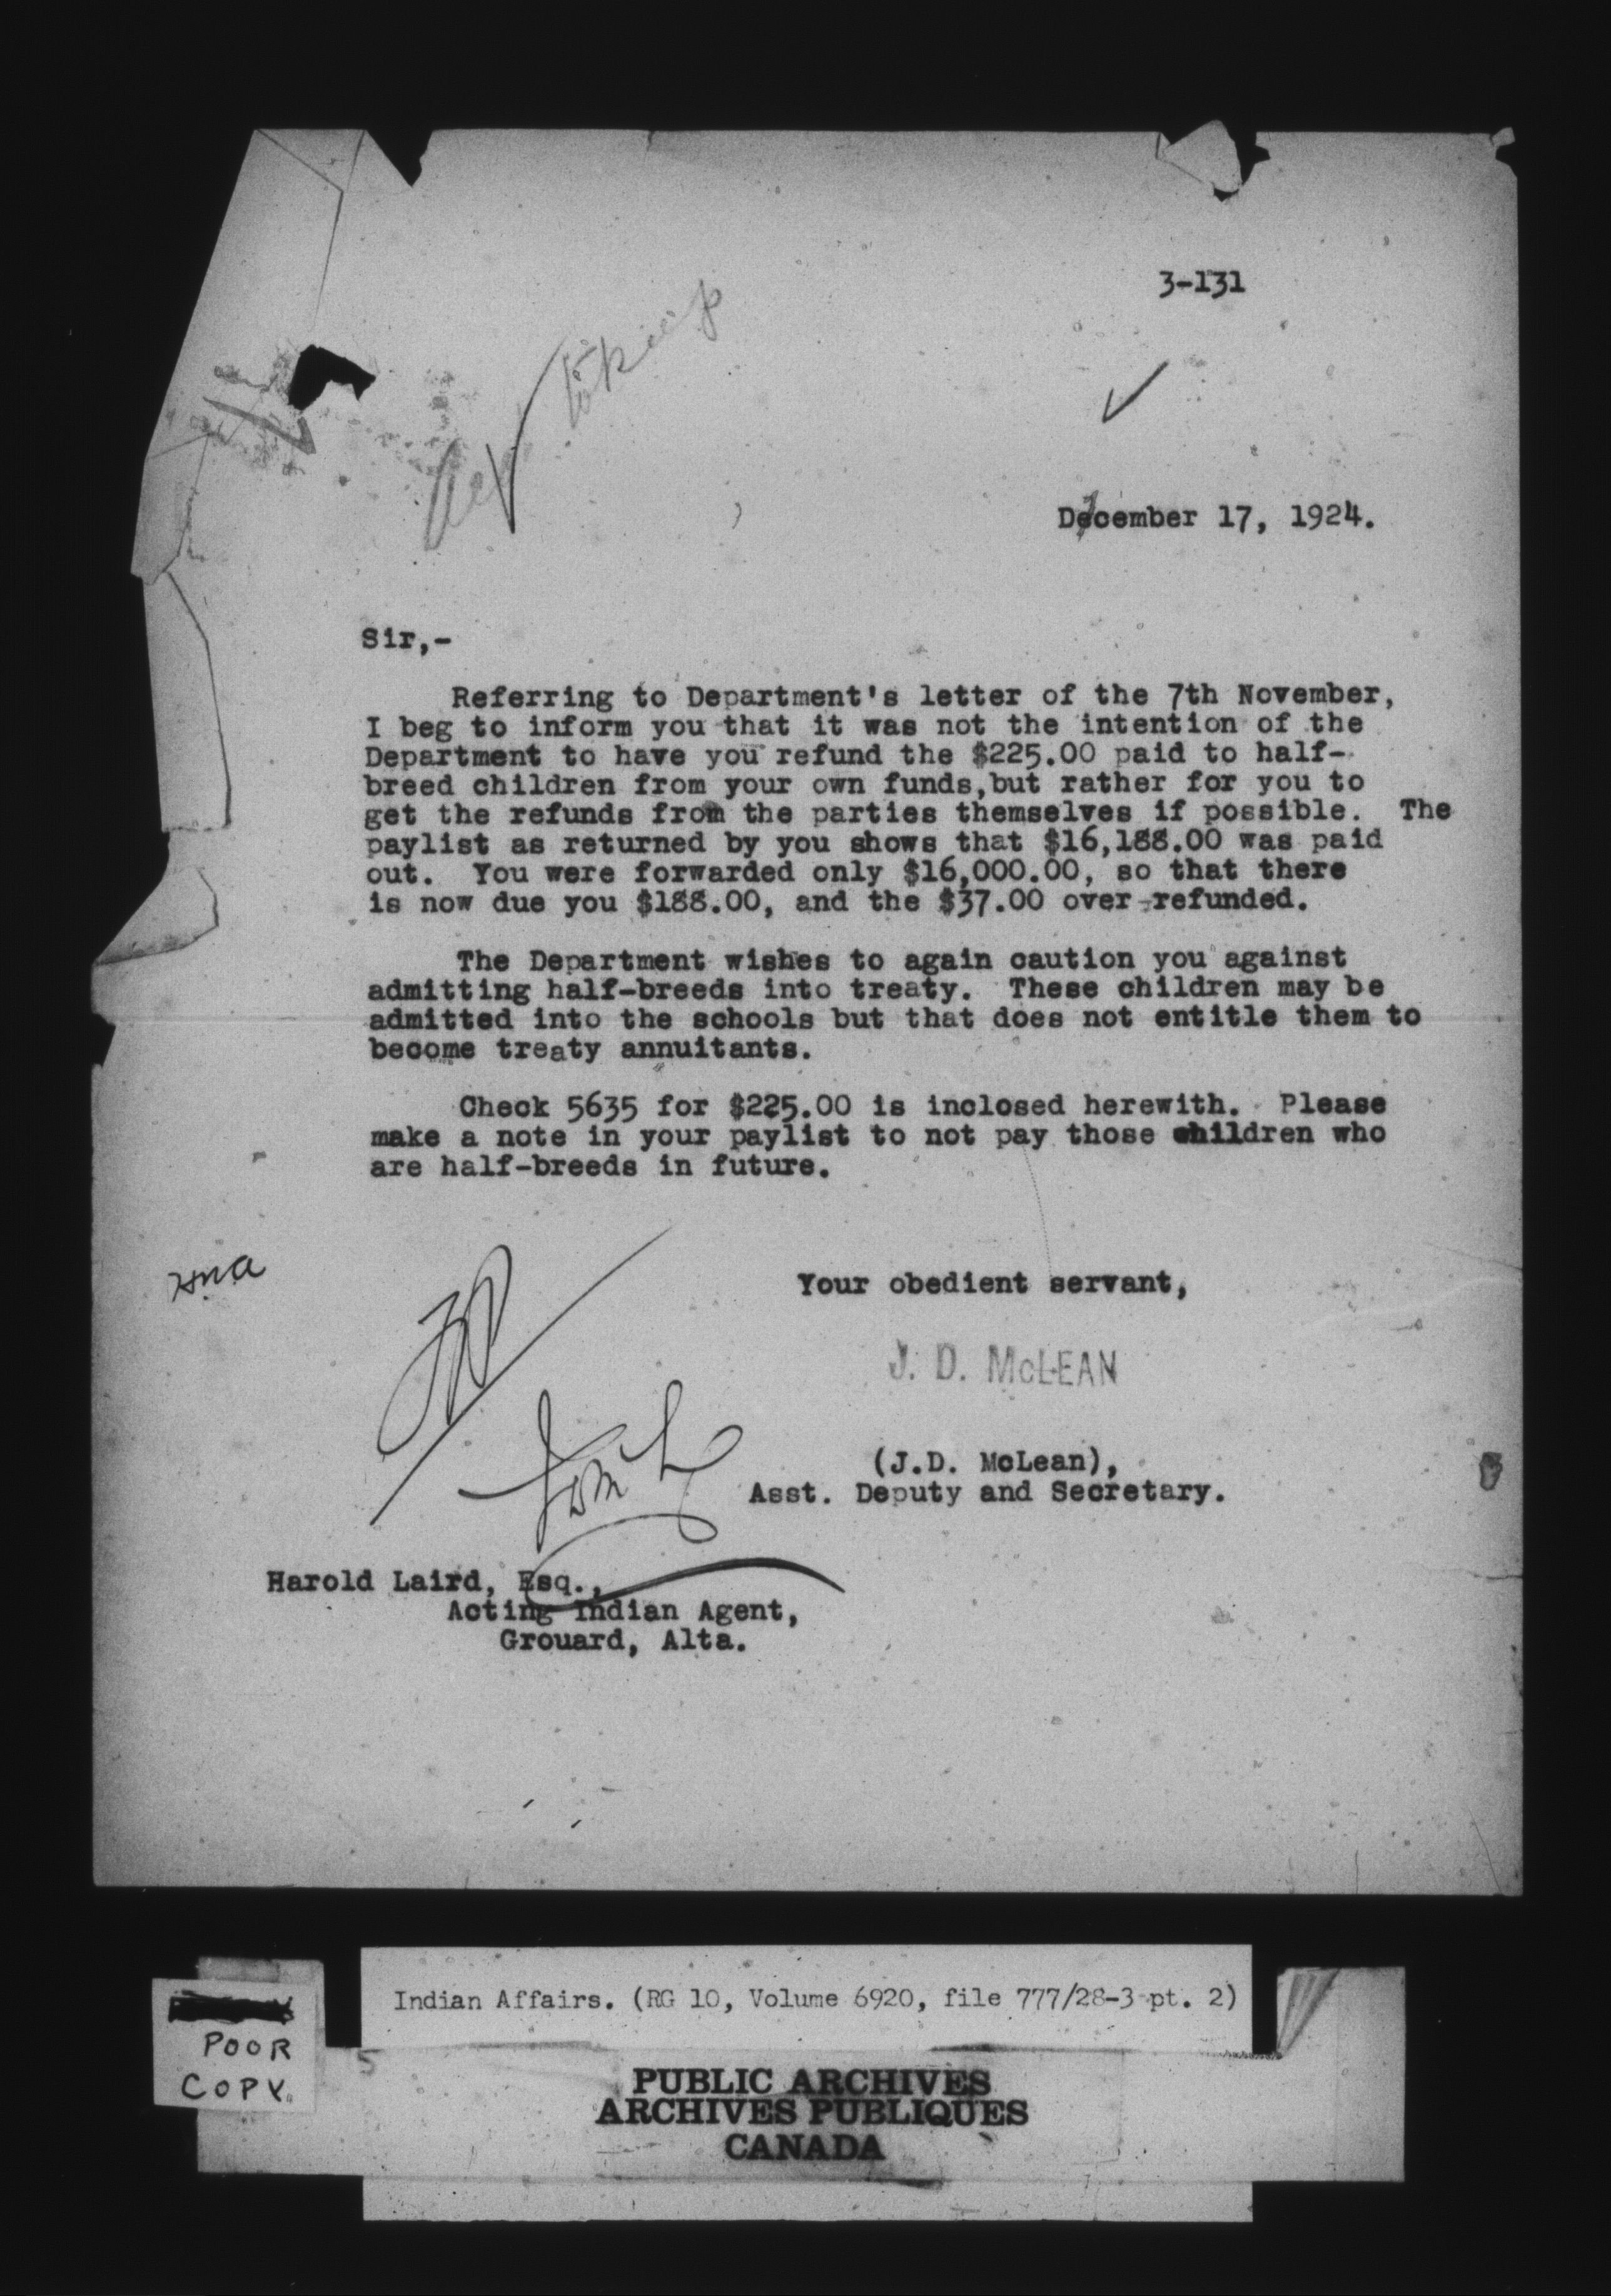 3-131
December 17, 1924.
Sir,-
Referring to Department's letter of the 7th November,
I beg to inform you that it was not the intention of the
Department to have you refund the $225.00 paid to half-
breed children from your own funds,but rather for you to
get the refunds from the parties themselves if possible. The
paylist as returned by you shows that $16,188.00 was paid
out. You were forwarded only $16,000.00, so that there
is now due you $188.00, and the $37.00 over-refunded.
The Department wishes to again caution you against
admitting half-breeds into treaty. These children may be
admitted into the schools but that does not entitle them to
become treaty annuitants.
Check 5635 for $225.00 is inclosed herewith. Please
make a note in your paylist to not pay those children who
are half-breeds in future.
Your obedient servant,
J. D. McLEAN
(J.D. McLean),
Asst. Deputy and Secretary.
Harold Laird, Esq.,
Acting Indian Agent,
Grouard, Alta.
Indian Affairs. (RG 10, Volume 6920, file 777/28-3 pt. 2)
POOR
COPY.
5
PUBLIC ARCHIVES
ARCHIVES PUBLIQUES
CANADA